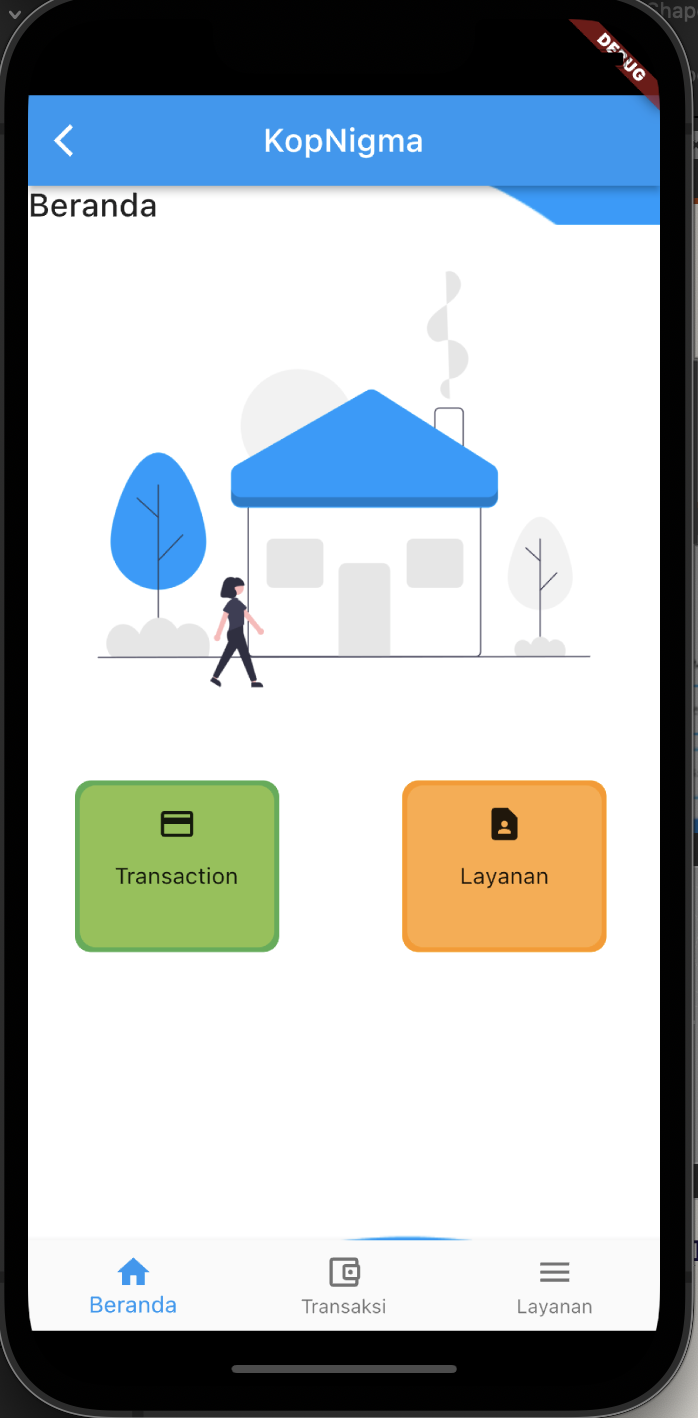 DEBUG
KopNigma
Beranda
Transaction
Layanan
Beranda
Transaksi
Layanan